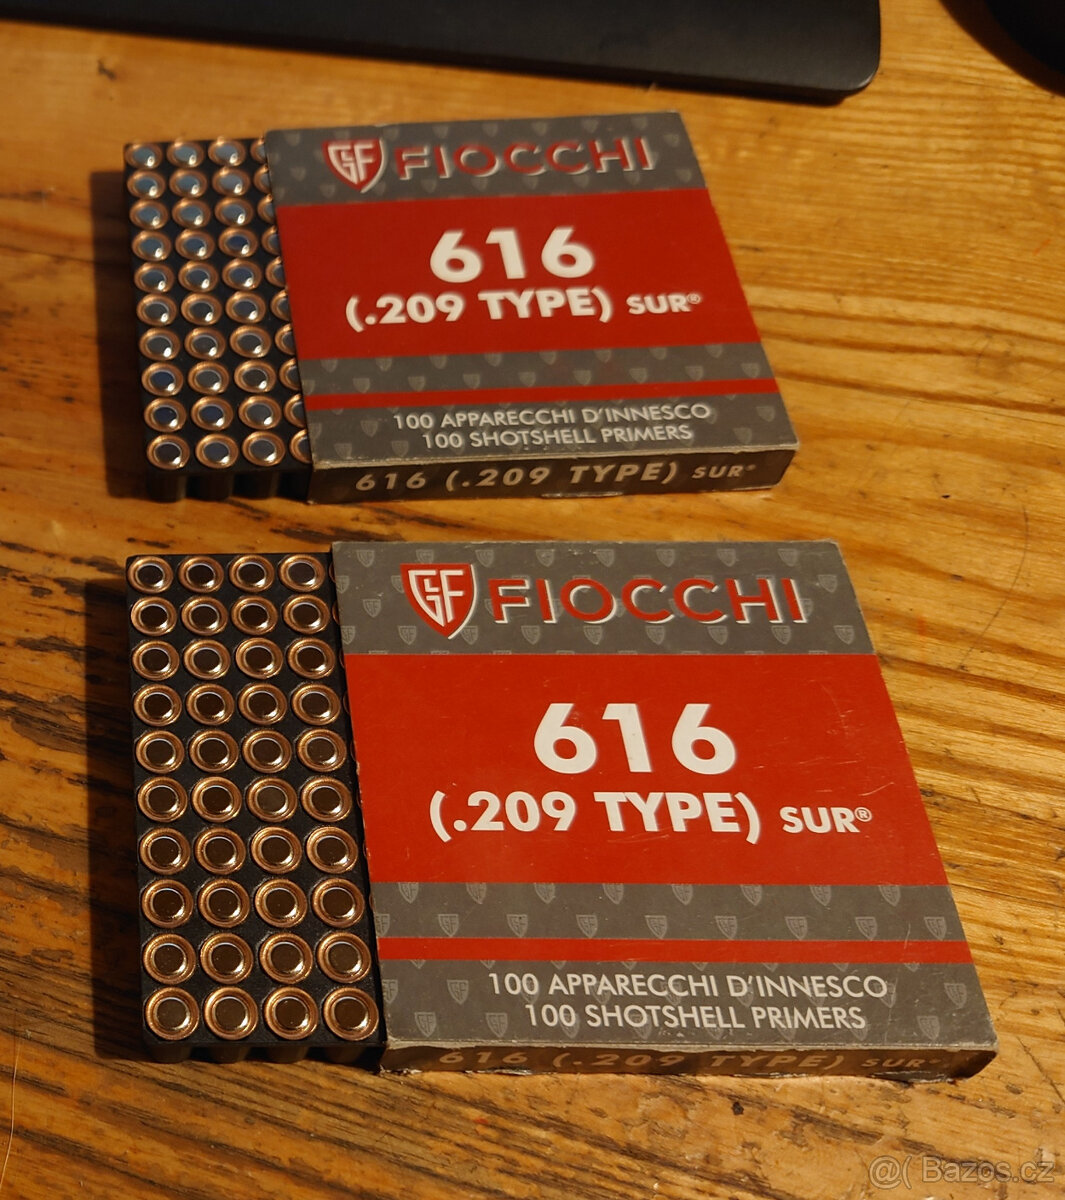 GF FIOCCHI
616
(.209 TYPE) SUR®
100 APPARECCHI D'INNESCO
100 SHOTSHELL PRIMERS
616 (.209 TYPE) SUR®
GF FIOCCHI
616
(.209 TYPE) SUR®
100 APPARECCHI D'INNESCO
100 SHOTSHELL PRIMERS
616 (.209 TYPE) SUR®
@( Bazos.cz